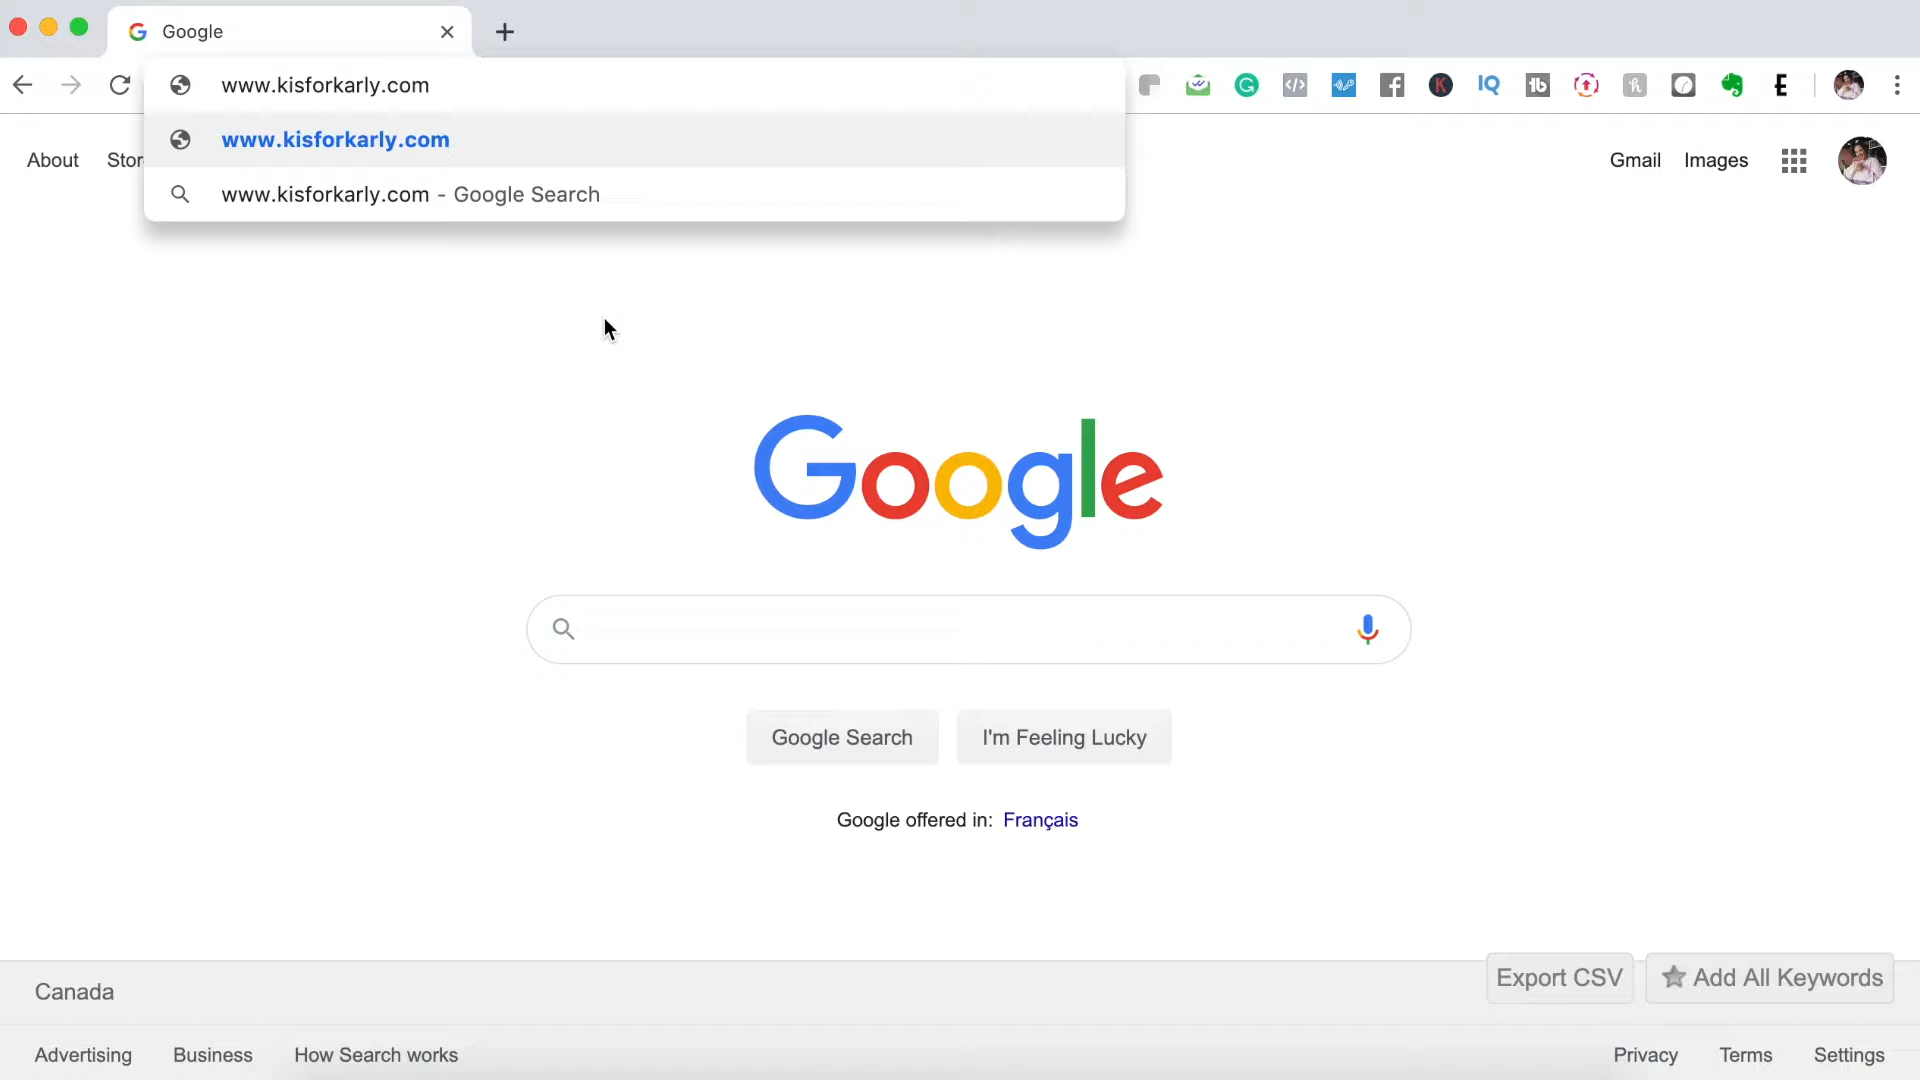 Google
www.kisforkarly.com
www.kisforkarly.com
www.kisforkarly.com - Google Search
About Stor
Gmail Images
Google
Google Search I'm Feeling Lucky
Google offered in: Français
Export CSV Add All Keywords
Canada
Advertising Business How Search works
Privacy Terms Settings